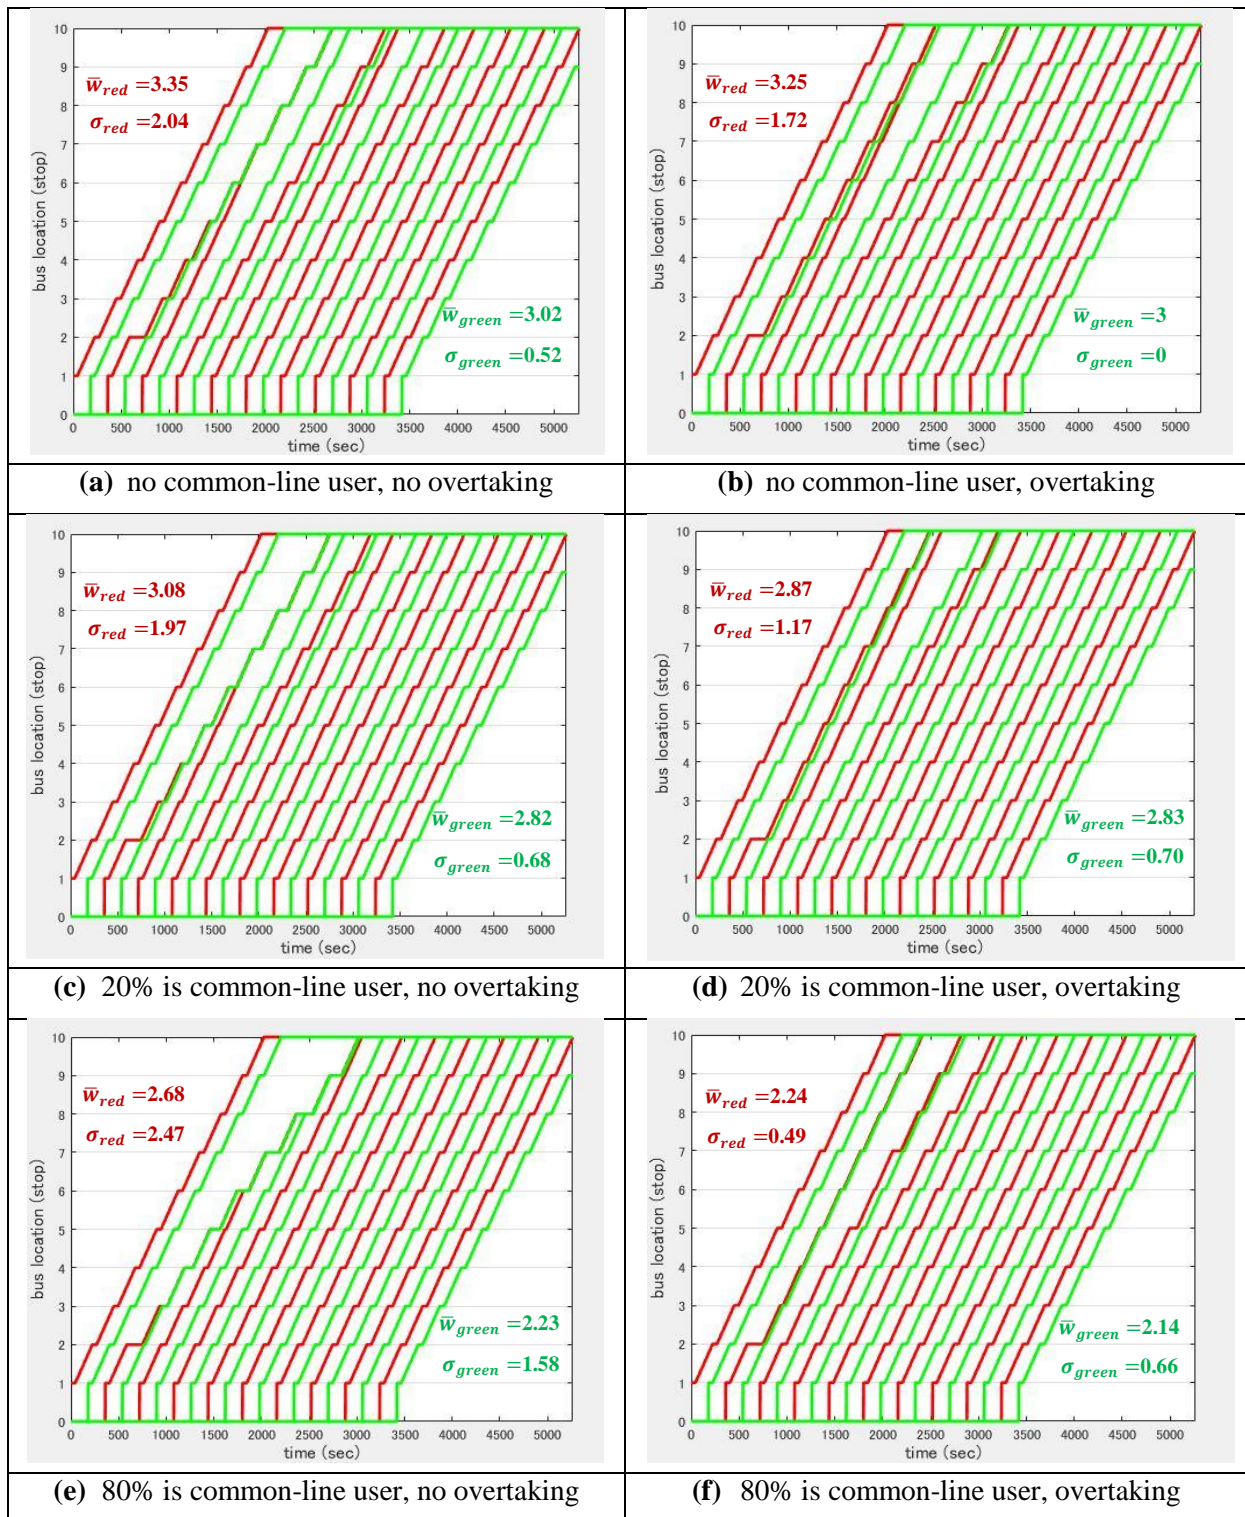 10
9
8
7
6
5
4
3
2
1
0
bus location (stop)
w̅red =3.35
σred =2.04
w̅green =3.02
σgreen =0.52
0 500 1000 1500 2000 2500 3000 3500 4000 4500 5000
time (sec)
(a) no common-line user, no overtaking
10
9
8
7
6
5
4
3
2
1
0
bus location (stop)
w̅red =3.25
σred =1.72
w̅green =3
σgreen =0
0 500 1000 1500 2000 2500 3000 3500 4000 4500 5000
time (sec)
(b) no common-line user, overtaking
10
9
8
7
6
5
4
3
2
1
0
bus location (stop)
w̅red =3.08
σred =1.97
w̅green =2.82
σgreen =0.68
0 500 1000 1500 2000 2500 3000 3500 4000 4500 5000
time (sec)
(c) 20% is common-line user, no overtaking
10
9
8
7
6
5
4
3
2
1
0
bus location (stop)
w̅red =2.87
σred =1.17
w̅green =2.83
σgreen =0.70
0 500 1000 1500 2000 2500 3000 3500 4000 4500 5000
time (sec)
(d) 20% is common-line user, overtaking
10
9
8
7
6
5
4
3
2
1
0
bus location (stop)
w̅red =2.68
σred =2.47
w̅green =2.23
σgreen =1.58
0 500 1000 1500 2000 2500 3000 3500 4000 4500 5000
time (sec)
(e) 80% is common-line user, no overtaking
10
9
8
7
6
5
4
3
2
1
0
bus location (stop)
w̅red =2.24
σred =0.49
w̅green =2.14
σgreen =0.66
0 500 1000 1500 2000 2500 3000 3500 4000 4500 5000
time (sec)
(f) 80% is common-line user, overtaking